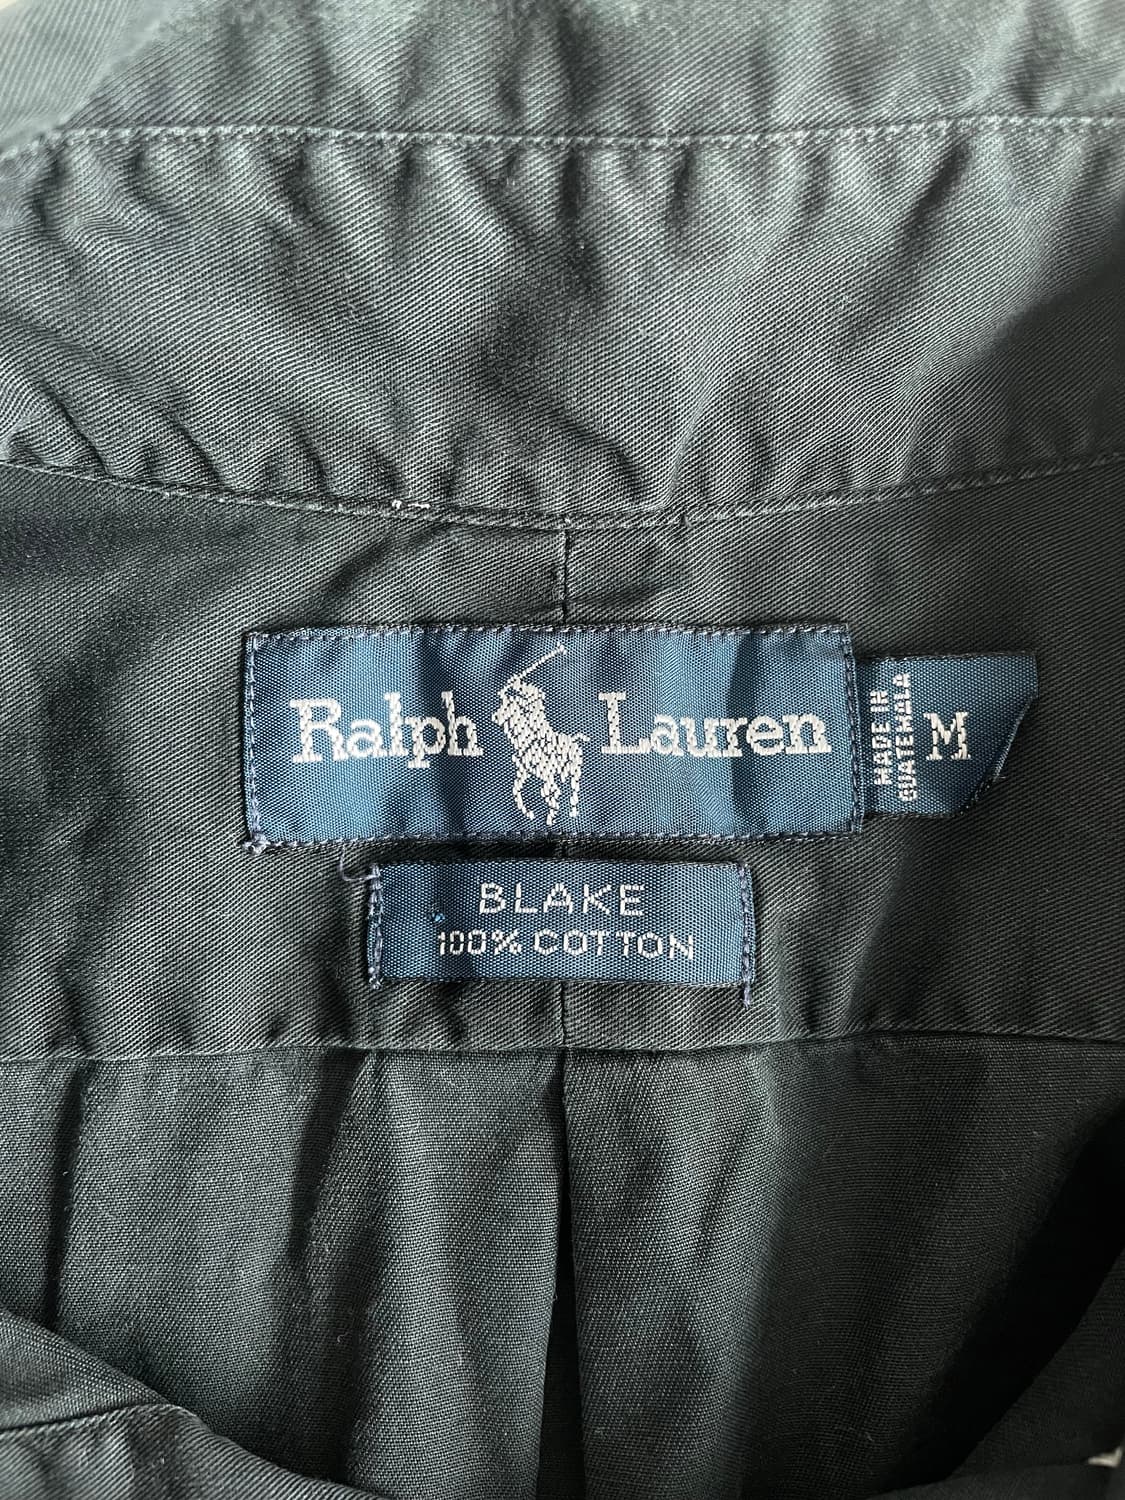 Ralph Lauren
MADE IN
GUATEMALA
M
BLAKE
100% COTTON